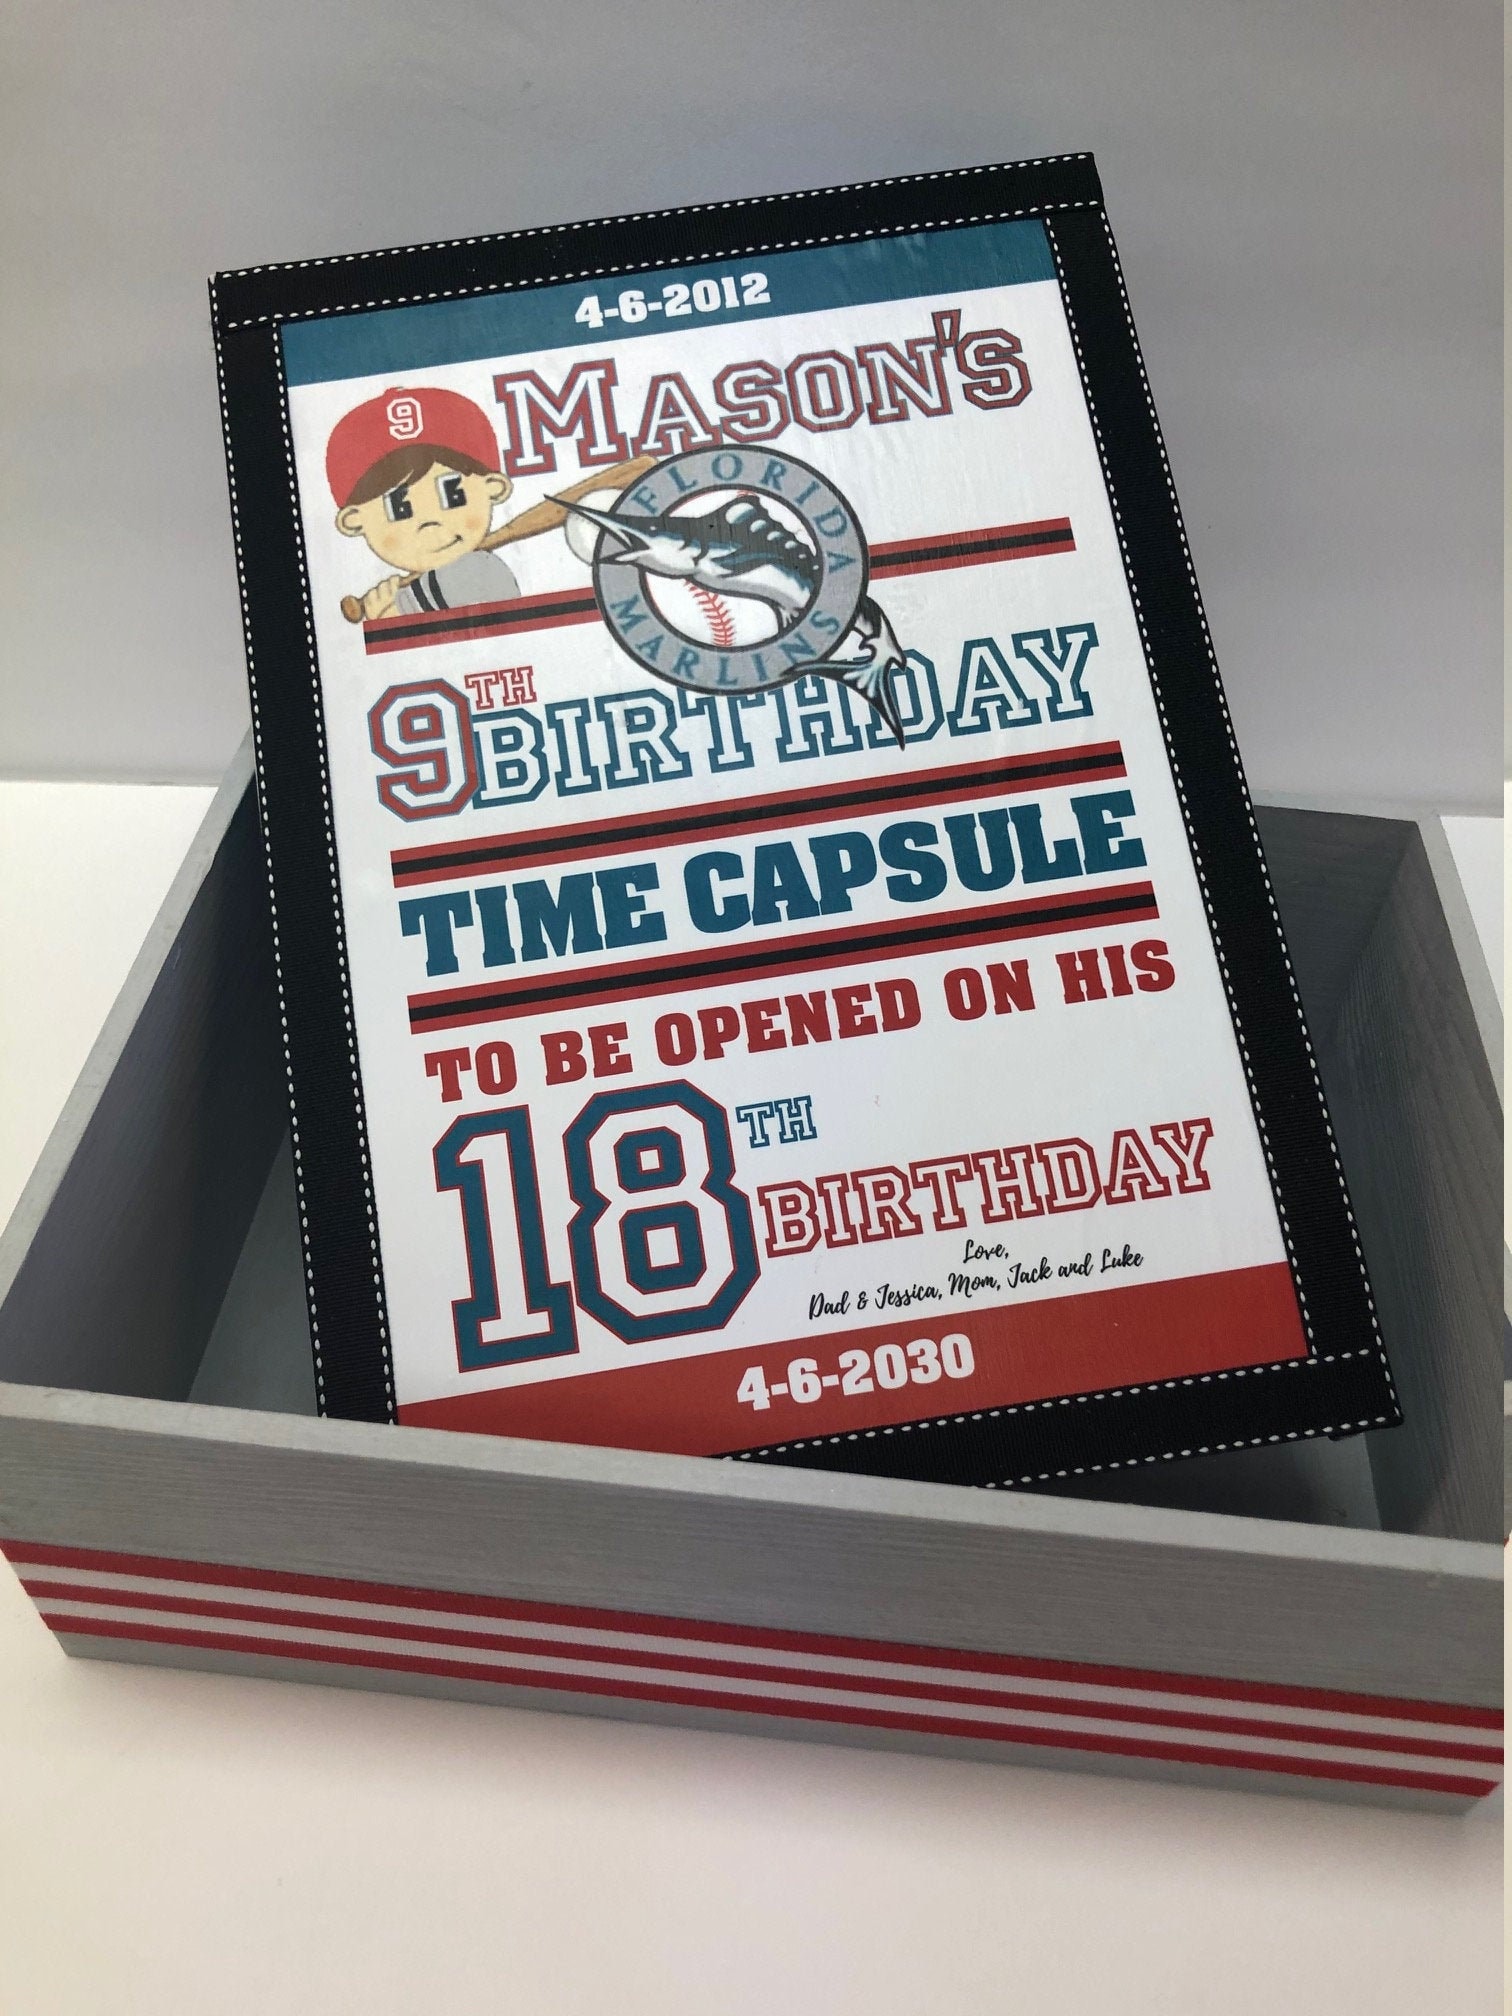 4-6-2012
MASON'S
9
FLORIDA
MARLINS
9TH BIRTHDAY
TIME CAPSULE
TO BE OPENED ON HIS
18TH BIRTHDAY
Love,
Dad & Jessica, Mom, Jack and Luke
4-6-2030